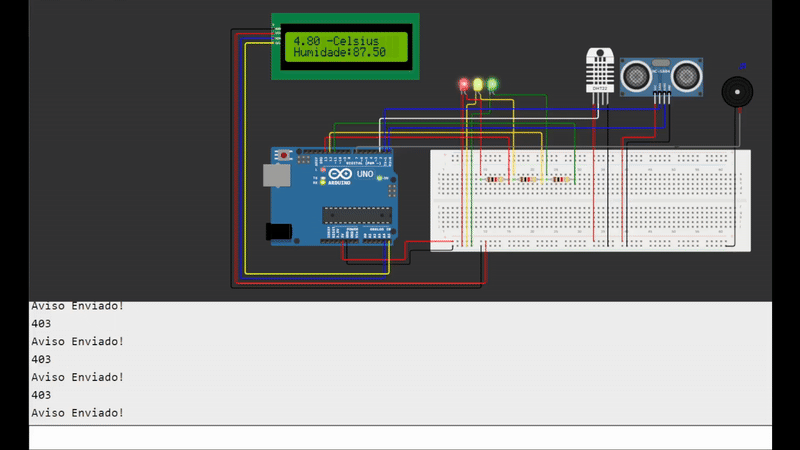 4.80 -Celsius
Humidade:87.50
DHT22
HC-SR04
UNO
ARDUINO
DIGITAL
POWER
ANALOG IN
Aviso Enviado!
403
Aviso Enviado!
403
Aviso Enviado!
403
Aviso Enviado!